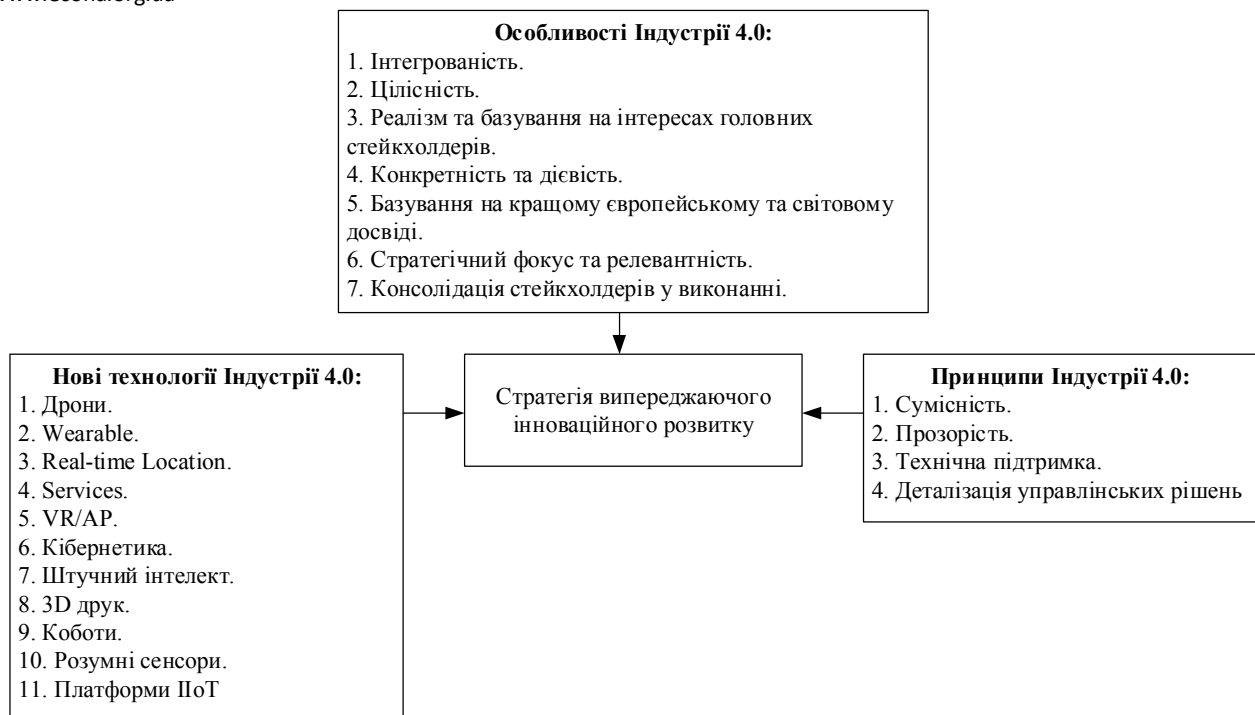 Особливості Індустрії 4.0:
1. Інтегрованість.
2. Цілісність.
3. Реалізм та базування на інтересах головних
стейкхолдерів.
4. Конкретність та дієвість.
5. Базування на кращому європейському та світовому
досвіді.
6. Стратегічний фокус та релевантність.
7. Консолідація стейкхолдерів у виконанні.
Нові технології Індустрії 4.0:
1. Дрони.
2. Wearable.
3. Real-time Location.
4. Services.
5. VR/AP.
6. Кібернетика.
7. Штучний інтелект.
8. 3D друк.
9. Коботи.
10. Розумні сенсори.
11. Платформи IIoT
Стратегія випереджаючого
інноваційного розвитку
Принципи Індустрії 4.0:
1. Сумісність.
2. Прозорість.
3. Технічна підтримка.
4. Деталізація управлінських рішень